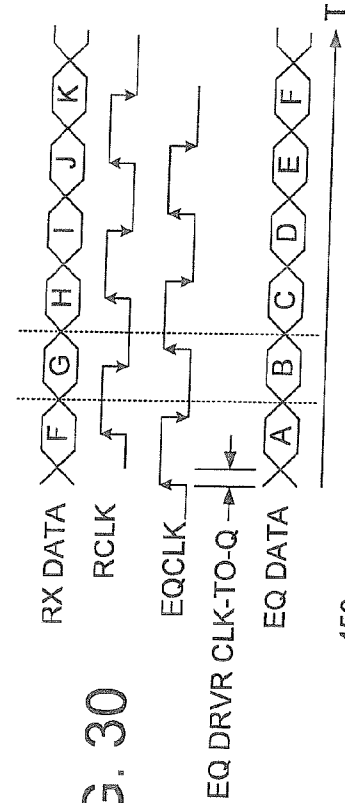 RX DATA F G H I J K
RCLK
EQCLK
EQ DRVR CLK-TO-Q
EQ DATA A B C D E F
T
G. 30